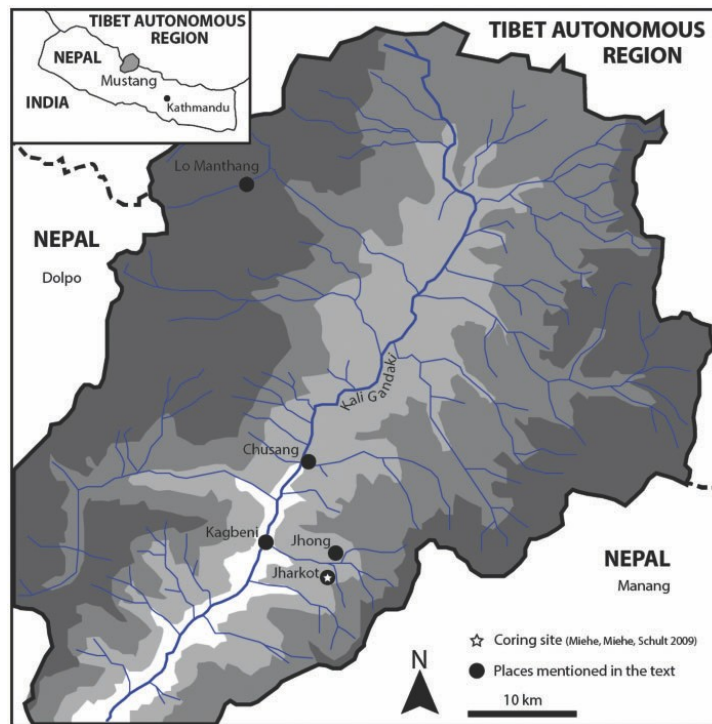 TIBET AUTONOMOUS
REGION
NEPAL
Mustang
Kathmandu
INDIA
TIBET AUTONOMOUS
REGION
Lo Manthang
NEPAL
Dolpo
Kali Gandaki
Chusang
Kagbeni
Jhong
Jharkot
NEPAL
Manang
Coring site (Miehe, Miehe, Schult 2009)
Places mentioned in the text
N
10 km